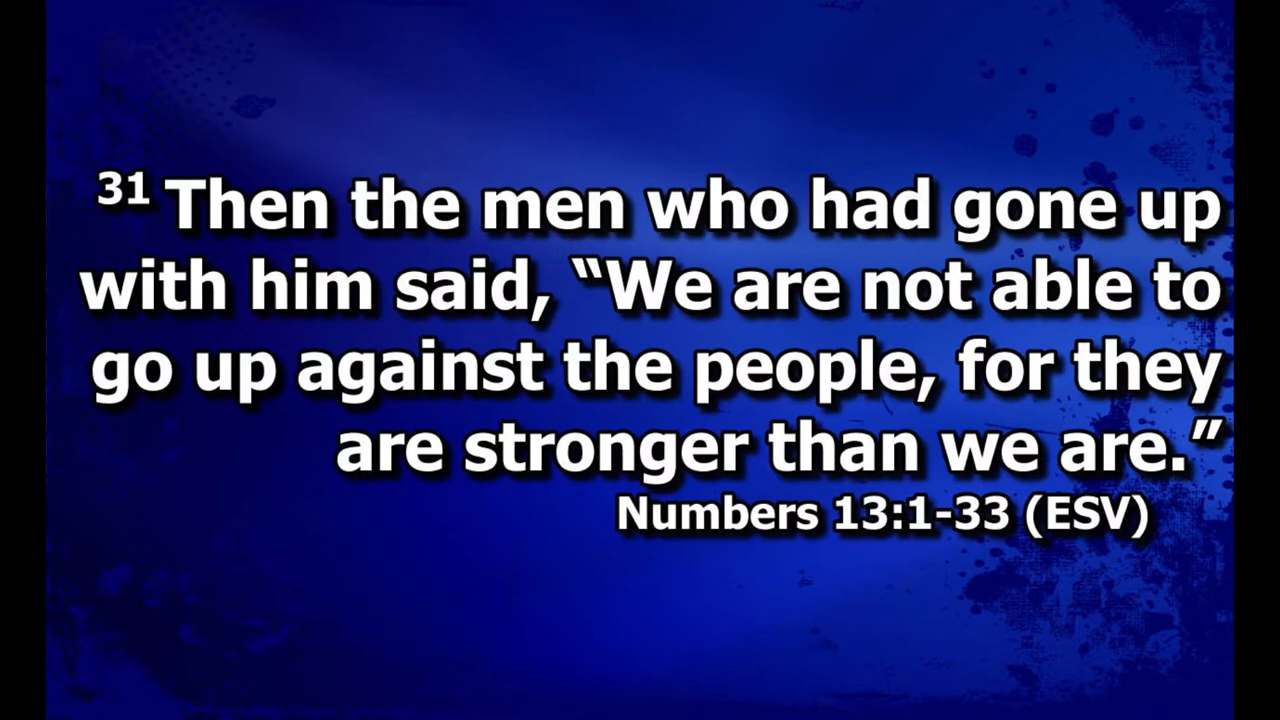 31 Then the men who had gone up
with him said, “We are not able to
go up against the people, for they
are stronger than we are.”
Numbers 13:1-33 (ESV)